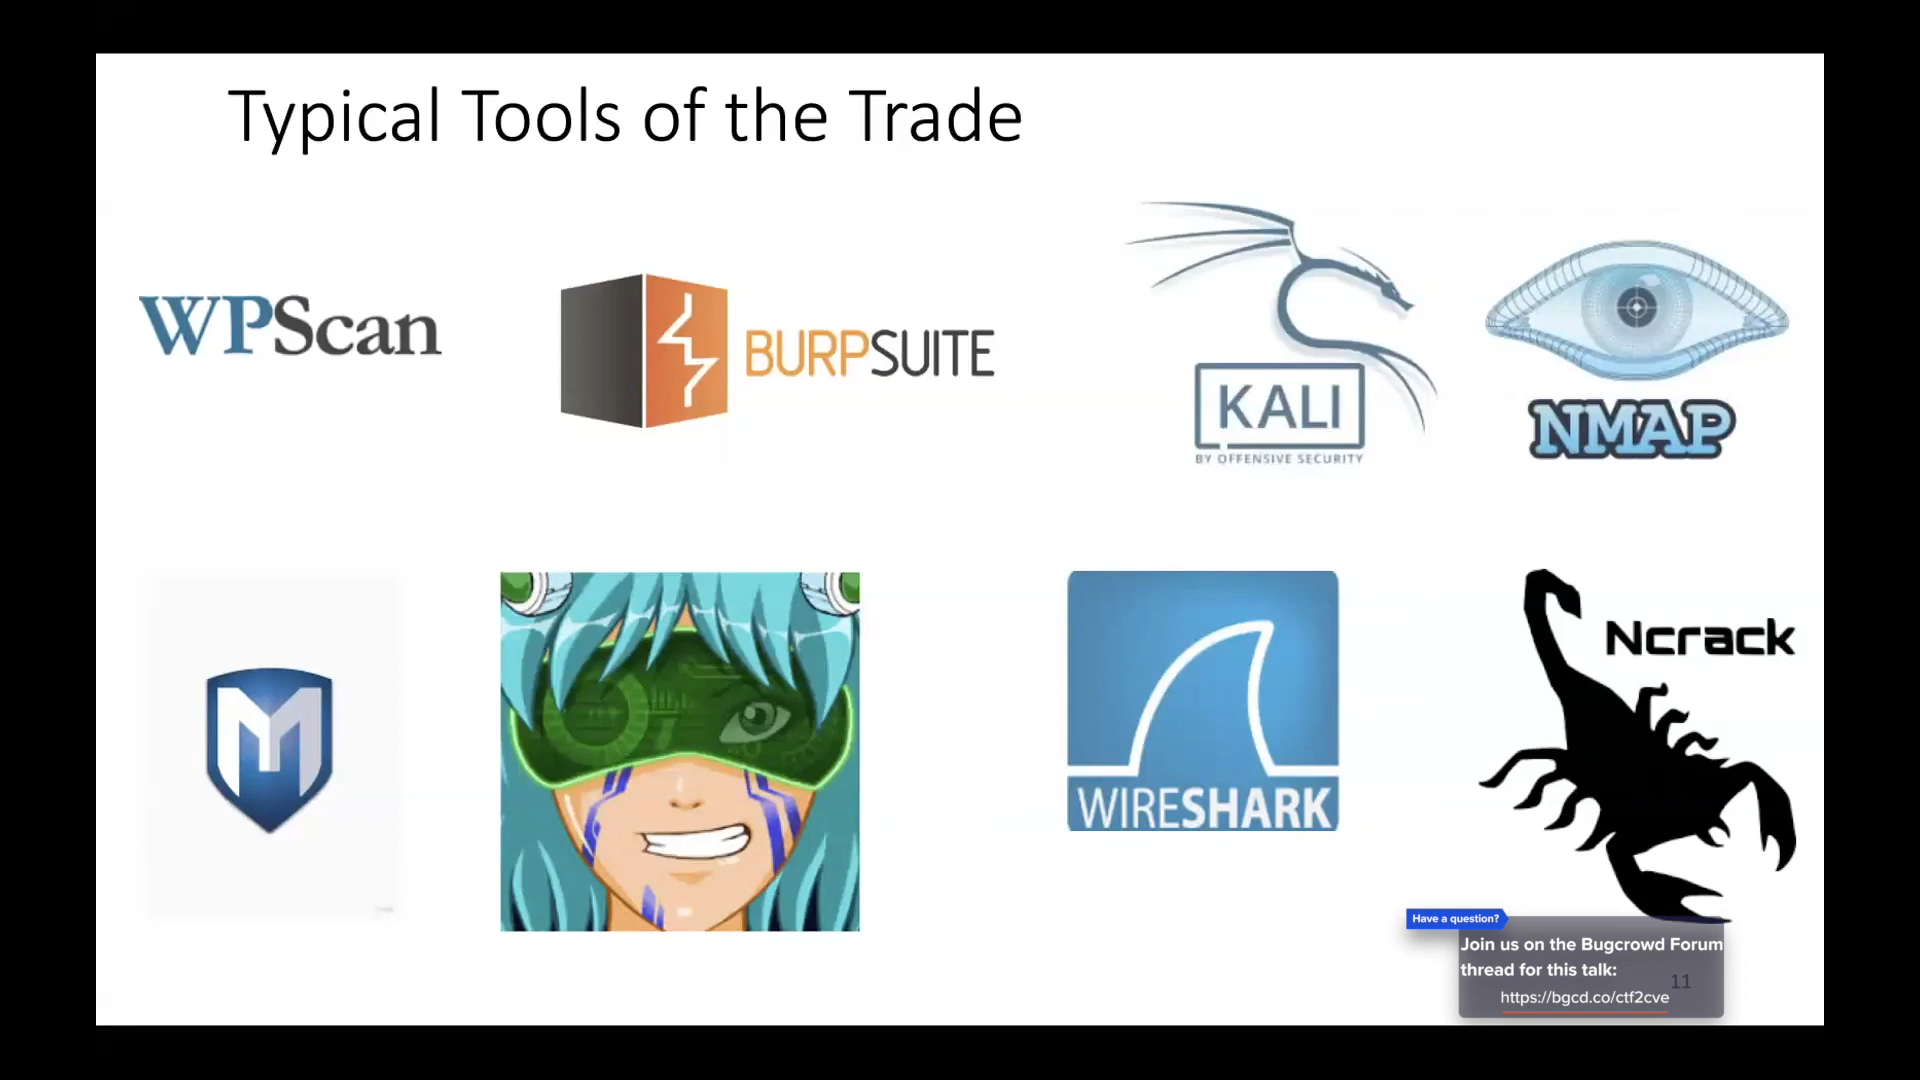 Typical Tools of the Trade
WPScan
BURPSUITE
KALI
BY OFFENSIVE SECURITY
NMAP
M
WIRESHARK
Ncrack
Have a question?
Join us on the Bugcrowd Forum
thread for this talk:
11
https://bgcd.co/ctf2cve